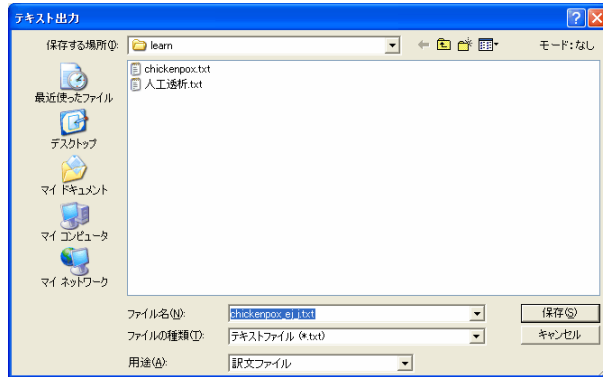 テキスト出力
保存する場所(I): learn モード:なし
chickenpox.txt
人工透析.txt
最近使ったファイル
デスクトップ
マイ ドキュメント
マイ コンピュータ
マイ ネットワーク
ファイル名(N): chickenpox_ej_j.txt 保存(S)
ファイルの種類(T): テキストファイル (*.txt) キャンセル
用途(A): 訳文ファイル